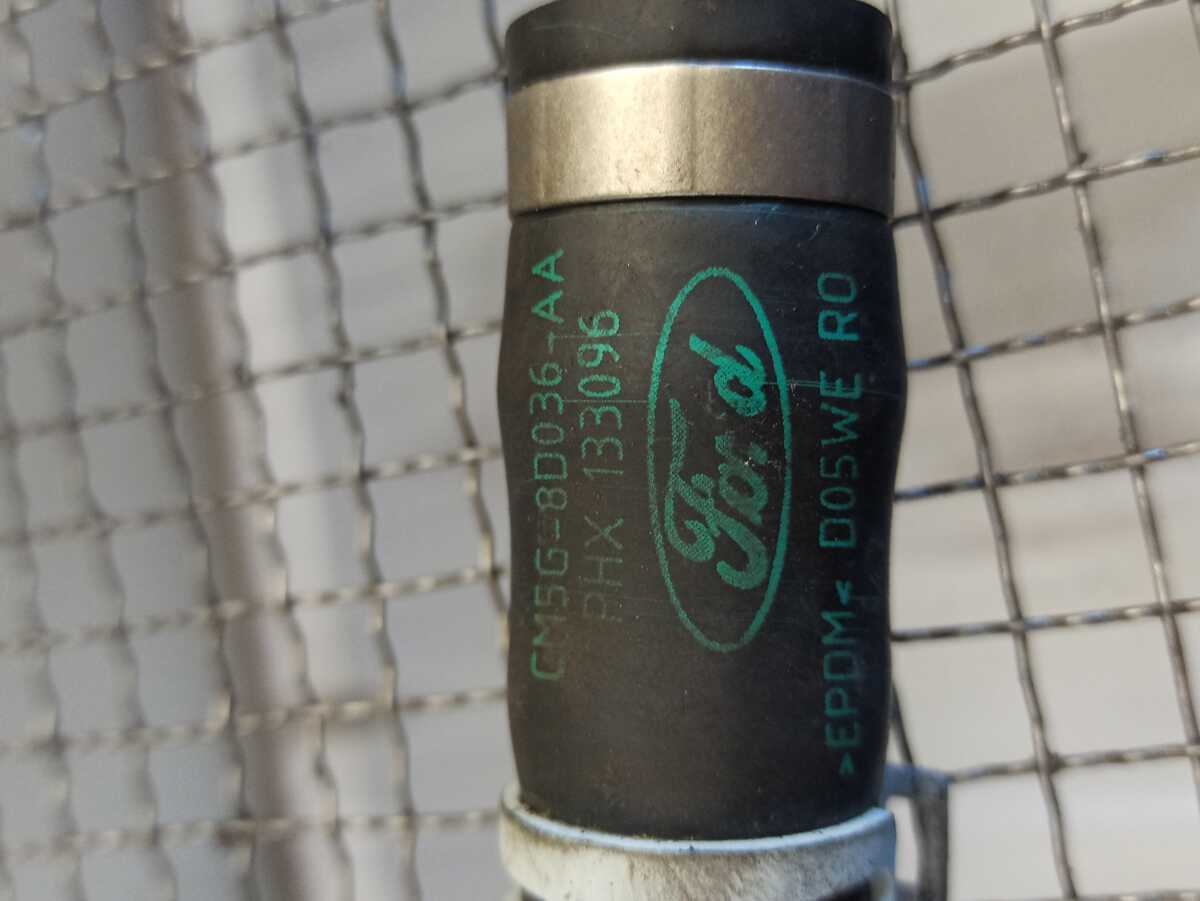 CM5G-8D036-AA
PHX 133096
Ford
>EPDM< D05WE RO